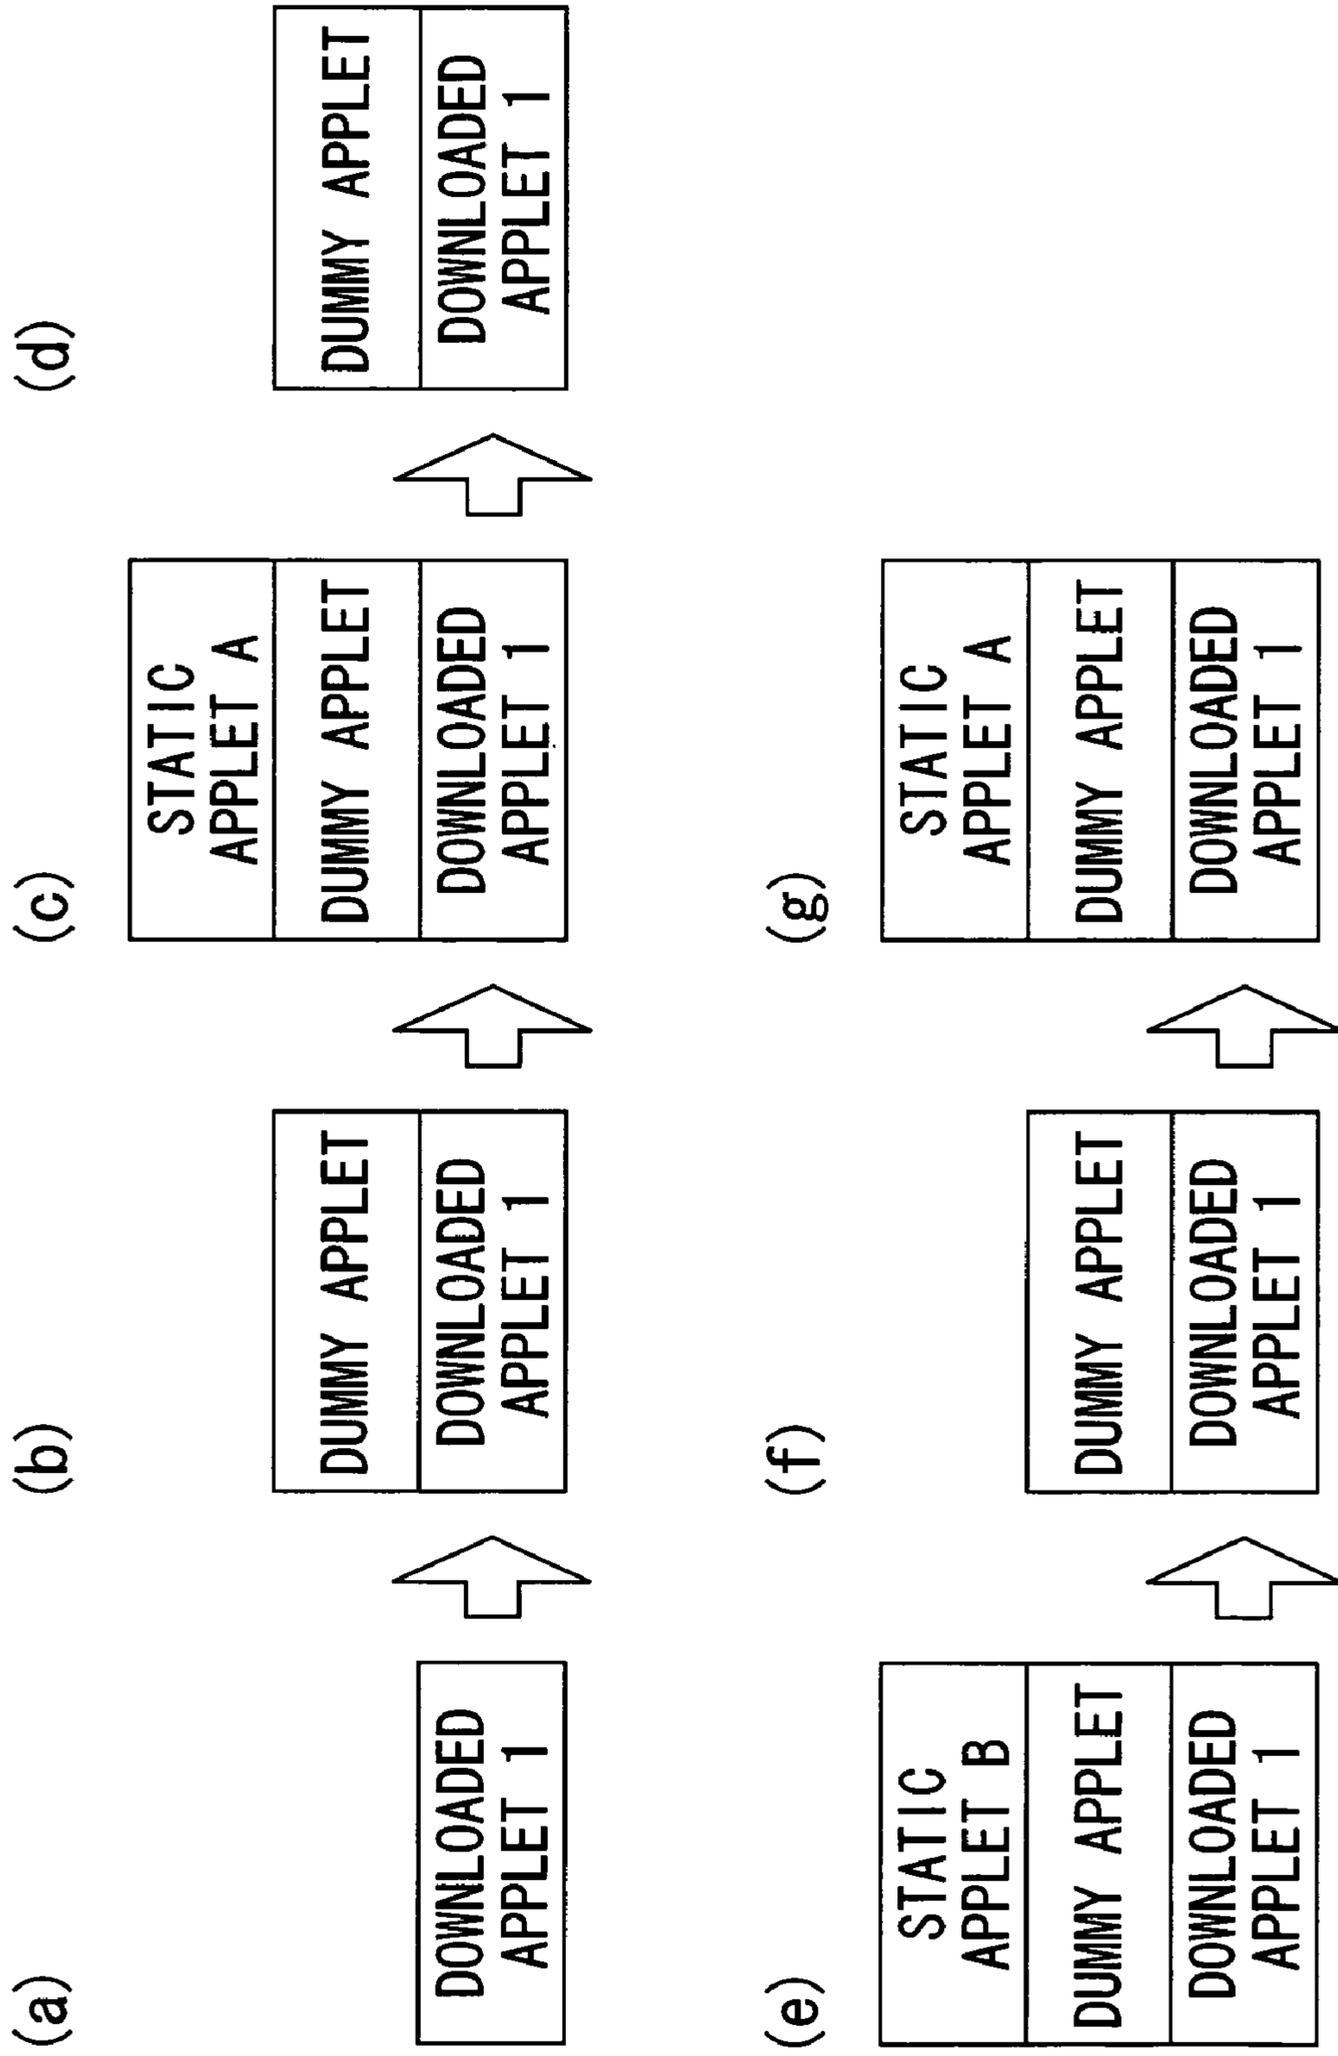 (a)
DOWNLOADED
APPLET 1
(b)
DUMMY APPLET
DOWNLOADED
APPLET 1
(c)
STATIC
APPLET A
DUMMY APPLET
DOWNLOADED
APPLET 1
(d)
DUMMY APPLET
DOWNLOADED
APPLET 1
(e)
STATIC
APPLET B
DUMMY APPLET
DOWNLOADED
APPLET 1
(f)
DUMMY APPLET
DOWNLOADED
APPLET 1
(g)
STATIC
APPLET A
DUMMY APPLET
DOWNLOADED
APPLET 1